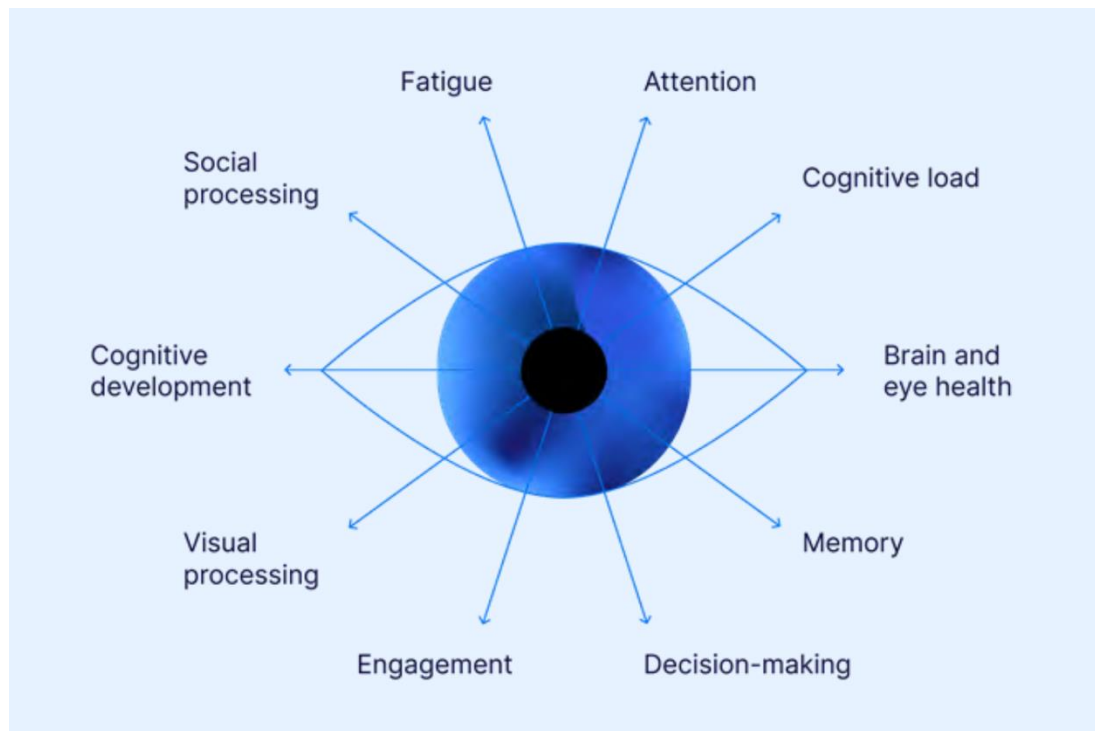 Fatigue
Attention
Social
processing
Cognitive load
Cognitive
development
Brain and
eye health
Visual
processing
Memory
Engagement
Decision-making